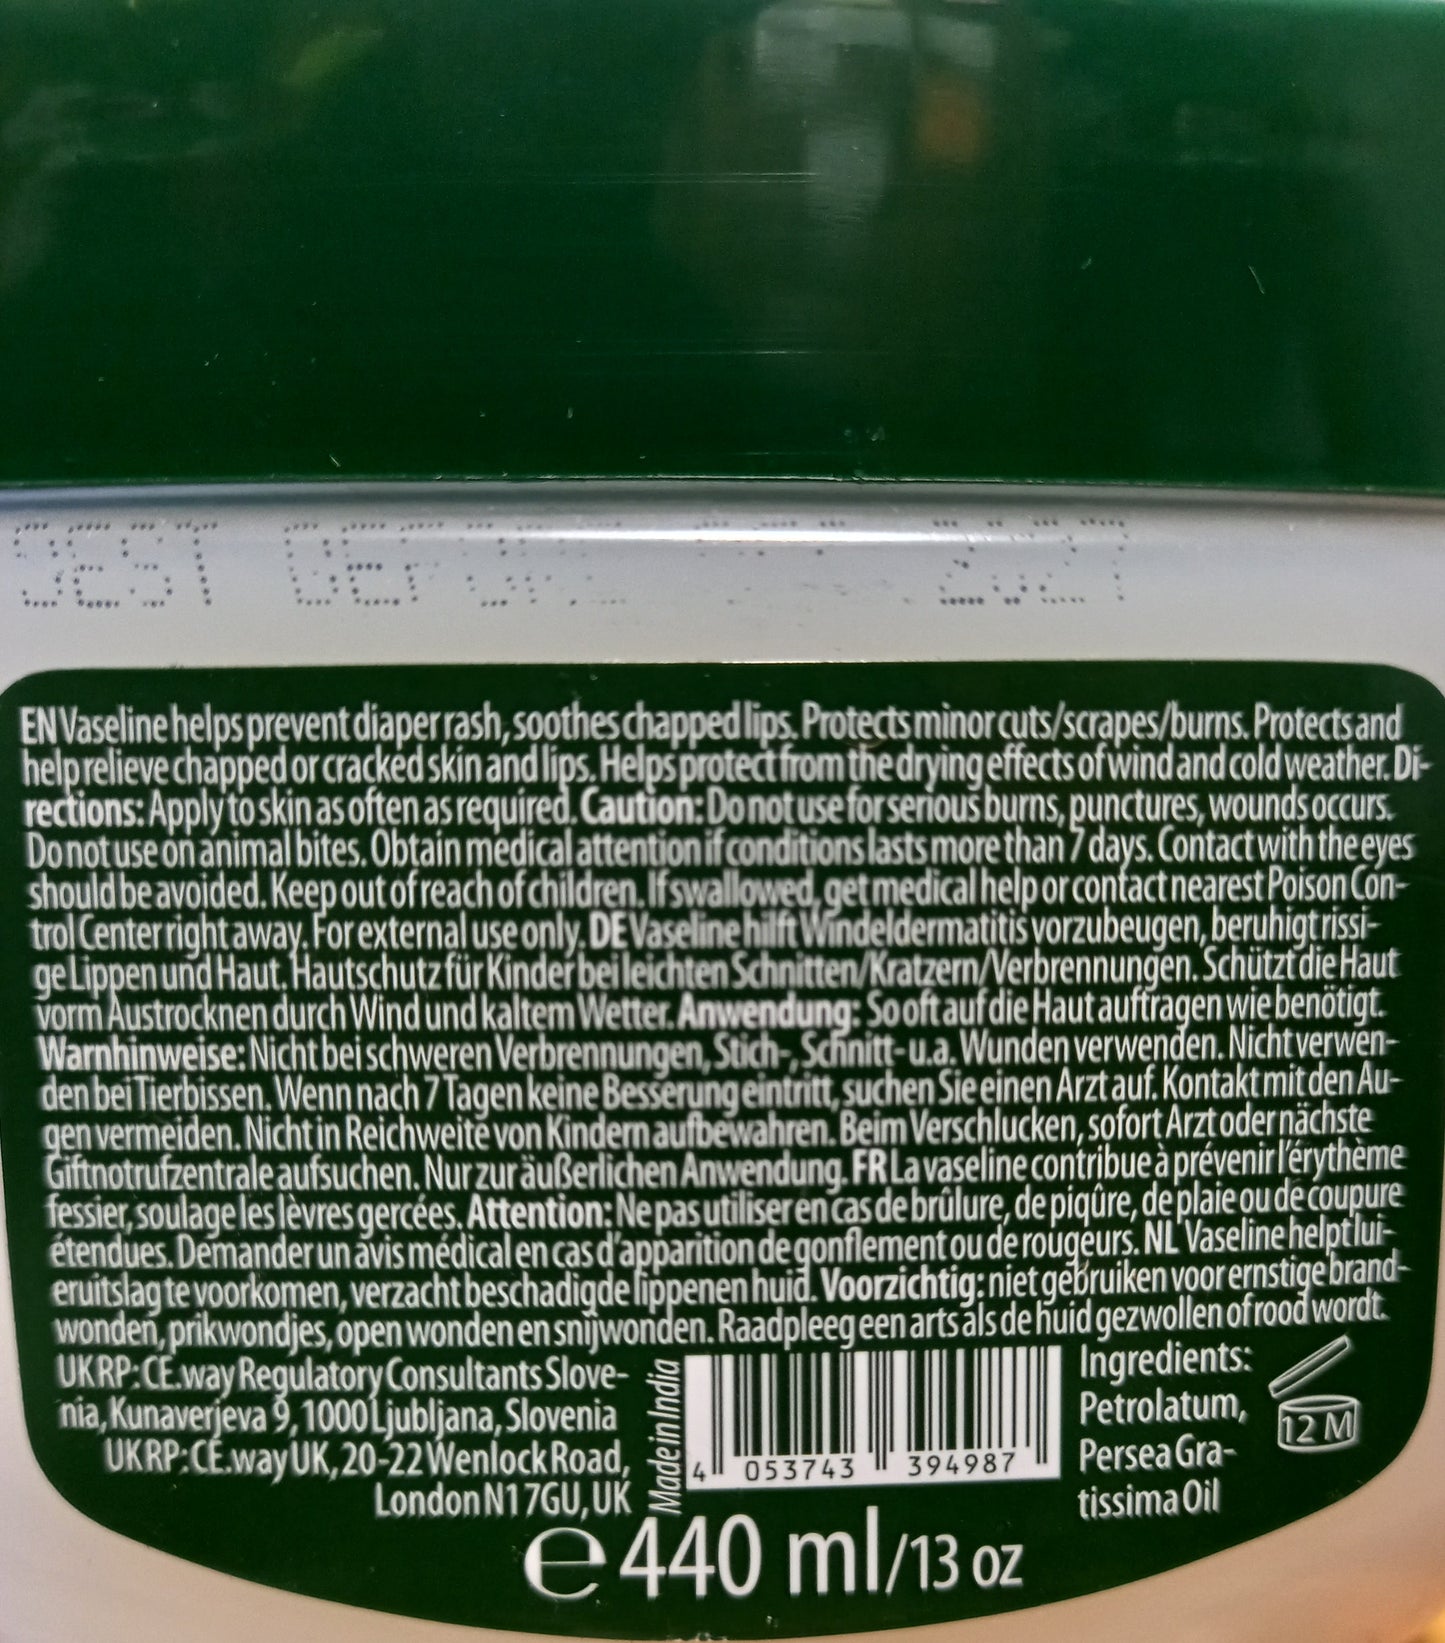 BEST BEFORE 2027
EN Vaseline helps prevent diaper rash, soothes chapped lips. Protects minor cuts/scrapes/burns. Protects and
help relieve chapped or cracked skin and lips. Helps protect from the drying effects of wind and cold weather. Di-
rections: Apply to skin as often as required. Caution: Do not use for serious burns, punctures, wounds occurs.
Do not use on animal bites. Obtain medical attention if conditions lasts more than 7 days. Contact with the eyes
should be avoided. Keep out of reach of children. If swallowed, get medical help or contact nearest Poison Con-
trol Center right away. For external use only. DE Vaseline hilft Windeldermatitis vorzubeugen, beruhigt rissi-
ge Lippen und Haut. Hautschutz für Kinder bei leichten Schnitten/Kratzern/Verbrennungen. Schützt die Haut
vorm Austrocknen durch Wind und kaltem Wetter. Anwendung: So oft auf die Haut auftragen wie benötigt.
Warnhinweise: Nicht bei schweren Verbrennungen, Stich-, Schnitt- u.a. Wunden verwenden. Nicht verwen-
den bei Tierbissen. Wenn nach 7 Tagen keine Besserung eintritt, suchen Sie einen Arzt auf. Kontakt mit den Au-
gen vermeiden. Nicht in Reichweite von Kindern aufbewahren. Beim Verschlucken, sofort Arzt oder nächste
Giftnotrufzentrale aufsuchen. Nur zur äußerlichen Anwendung. FR La vaseline contribue à prévenir l'érythème
fessier, soulage les lèvres gercées. Attention: Ne pas utiliser en cas de brûlure, de piqûre, de plaie ou de coupure
étendues. Demander un avis médical en cas d'apparition de gonflement ou de rougeurs. NL Vaseline helpt lui-
eruitslag te voorkomen, verzacht beschadigde lippen en huid. Voorzichtig: niet gebruiken voor ernstige brand-
wonden, prikwondjes, open wonden en snijwonden. Raadpleeg een arts als de huid gezwollen of rood wordt.
UK RP: CE.way Regulatory Consultants Slove-
nia, Kunaverjeva 9, 1000 Ljubljana, Slovenia
UK RP: CE.way UK, 20-22 Wenlock Road,
London N1 7GU, UK
Made in India
4 053743 394987
Ingredients:
Petrolatum,
Persea Gra-
tissima Oil
12 M
e 440 ml/13 oz